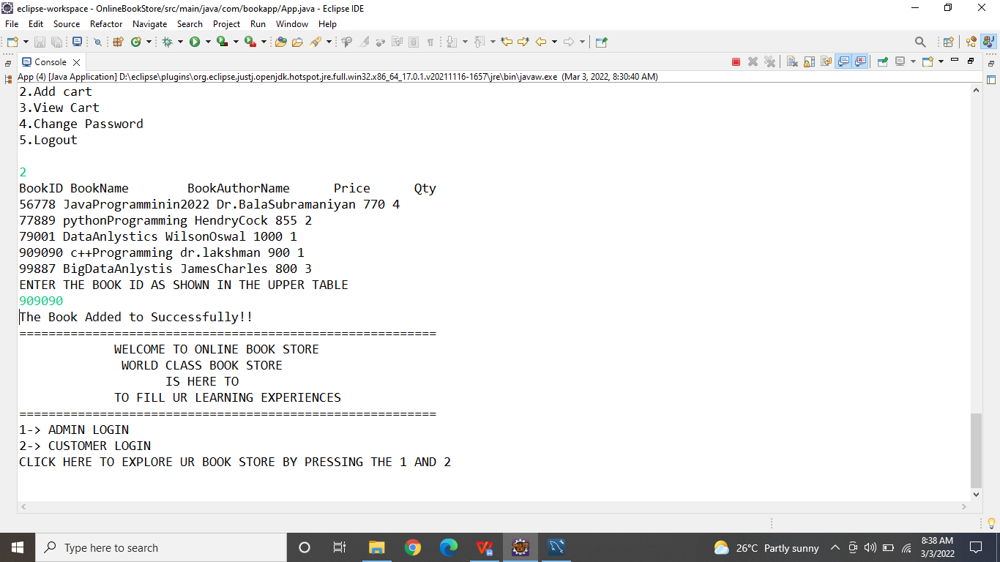 eclipse-workspace - OnlineBookStore/src/main/java/com/bookapp/App.java - Eclipse IDE
File Edit Source Refactor Navigate Search Project Run Window Help
Console
App (4) [Java Application] D:\eclipse\plugins\org.eclipse.justj.openjdk.hotspot.jre.full.win32.x86_64_17.0.1.v20211116-1657\jre\bin\javaw.exe (Mar 3, 2022, 8:30:40 AM)
2.Add cart
3.View Cart
4.Change Password
5.Logout
2
BookID BookName BookAuthorName Price Qty
56778 JavaProgramminin2022 Dr.BalaSubramaniyan 770 4
77889 pythonProgramming HendryCock 855 2
79001 DataAnlystics WilsonOswal 1000 1
909090 c++Programming dr.lakshman 900 1
99887 BigDataAnlystis JamesCharles 800 3
ENTER THE BOOK ID AS SHOWN IN THE UPPER TABLE
909090
The Book Added to Successfully!!
=========================================================
WELCOME TO ONLINE BOOK STORE
WORLD CLASS BOOK STORE
IS HERE TO
TO FILL UR LEARNING EXPERIENCES
=========================================================
1-> ADMIN LOGIN
2-> CUSTOMER LOGIN
CLICK HERE TO EXPLORE UR BOOK STORE BY PRESSING THE 1 AND 2
Type here to search
26°C Partly sunny
8:38 AM
3/3/2022